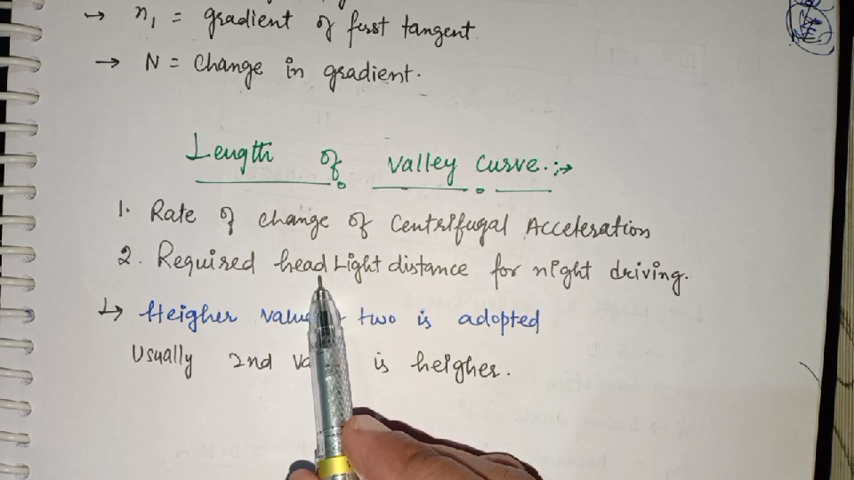 → n₁ = gradient of first tangent
→ N = Change in gradient.
Length of valley curve :→
1. Rate of change of Centrifugal Acceleration
2. Required head Light distance for night driving.
↳ Heigher two is adopted
Usually 2nd is heigher.